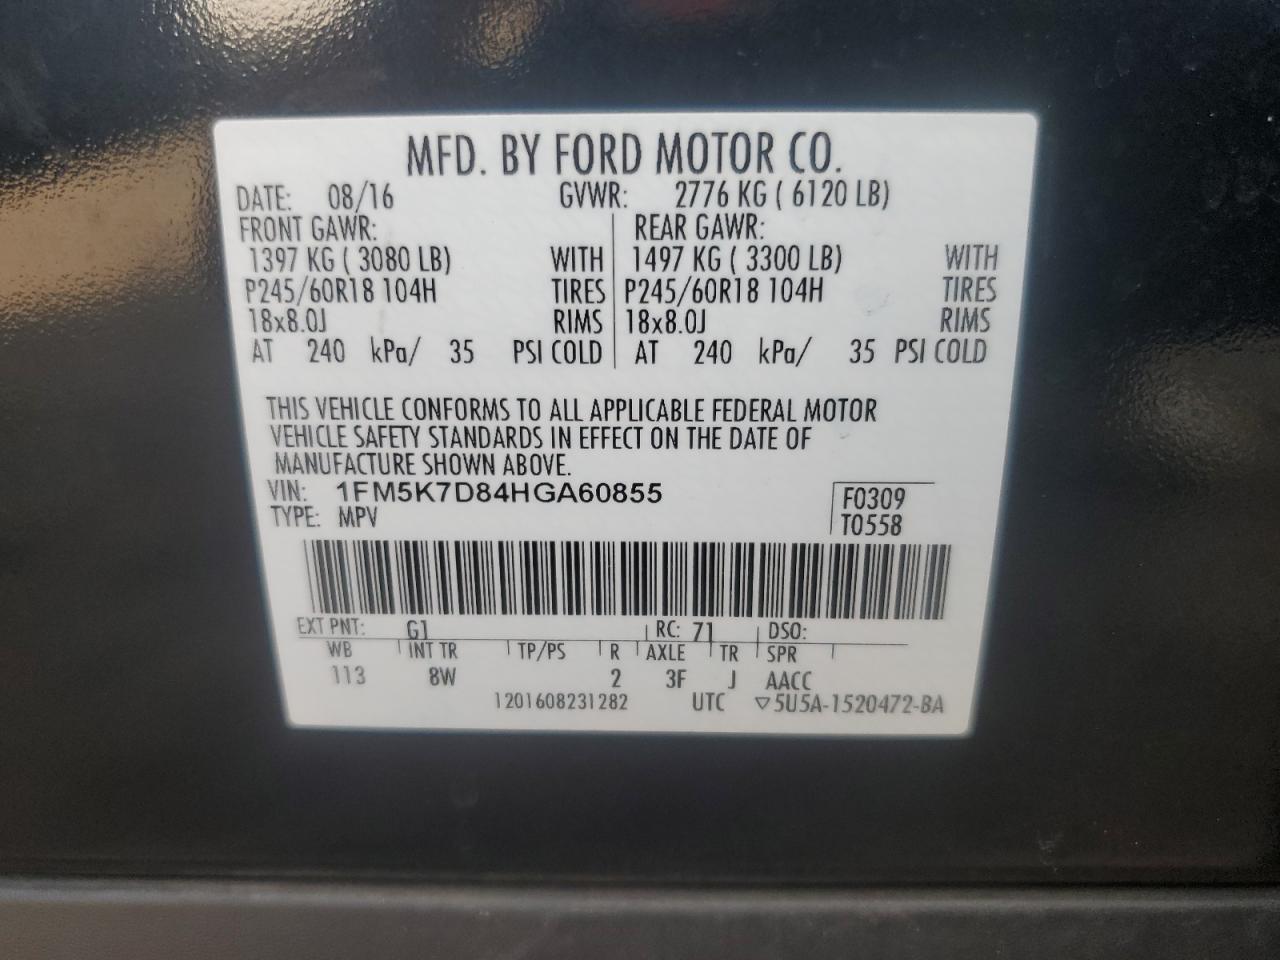 MFD. BY FORD MOTOR CO.
DATE: 08/16 GVWR: 2776 KG ( 6120 LB)
FRONT GAWR: REAR GAWR:
1397 KG ( 3080 LB) WITH 1497 KG ( 3300 LB) WITH
P245/60R18 104H TIRES P245/60R18 104H TIRES
18x8.0J RIMS 18x8.0J RIMS
AT 240 kPa/ 35 PSI COLD AT 240 kPa/ 35 PSI COLD
THIS VEHICLE CONFORMS TO ALL APPLICABLE FEDERAL MOTOR
VEHICLE SAFETY STANDARDS IN EFFECT ON THE DATE OF
MANUFACTURE SHOWN ABOVE.
VIN: 1FM5K7D84HGA60855 F0309
TYPE: MPV T0558
EXT PNT: G1 RC: 71 DSO:
WB INT TR TP/PS R AXLE TR SPR
113 8W 2 3F J AACC
1201608231282 UTC ▽5U5A-1520472-BA